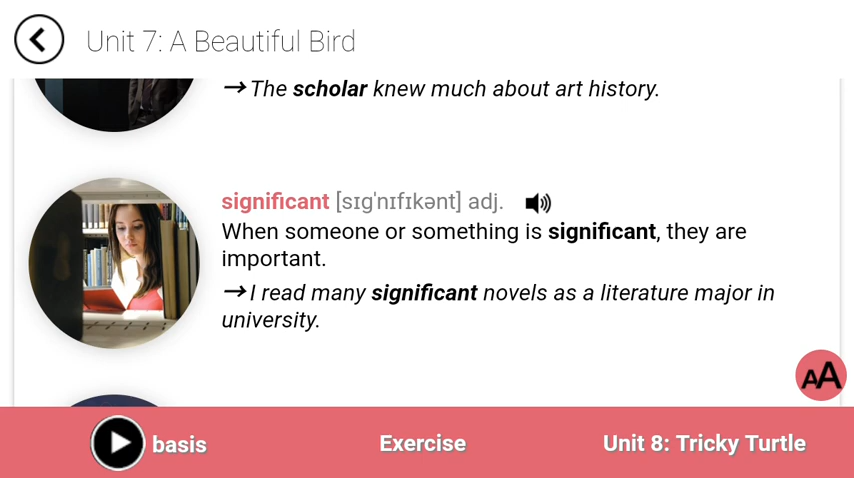 Unit 7: A Beautiful Bird
→ The scholar knew much about art history.
significant [sɪɡˈnɪfɪkənt] adj.
When someone or something is significant, they are
important.
→ I read many significant novels as a literature major in
university.
AA
basis
Exercise
Unit 8: Tricky Turtle